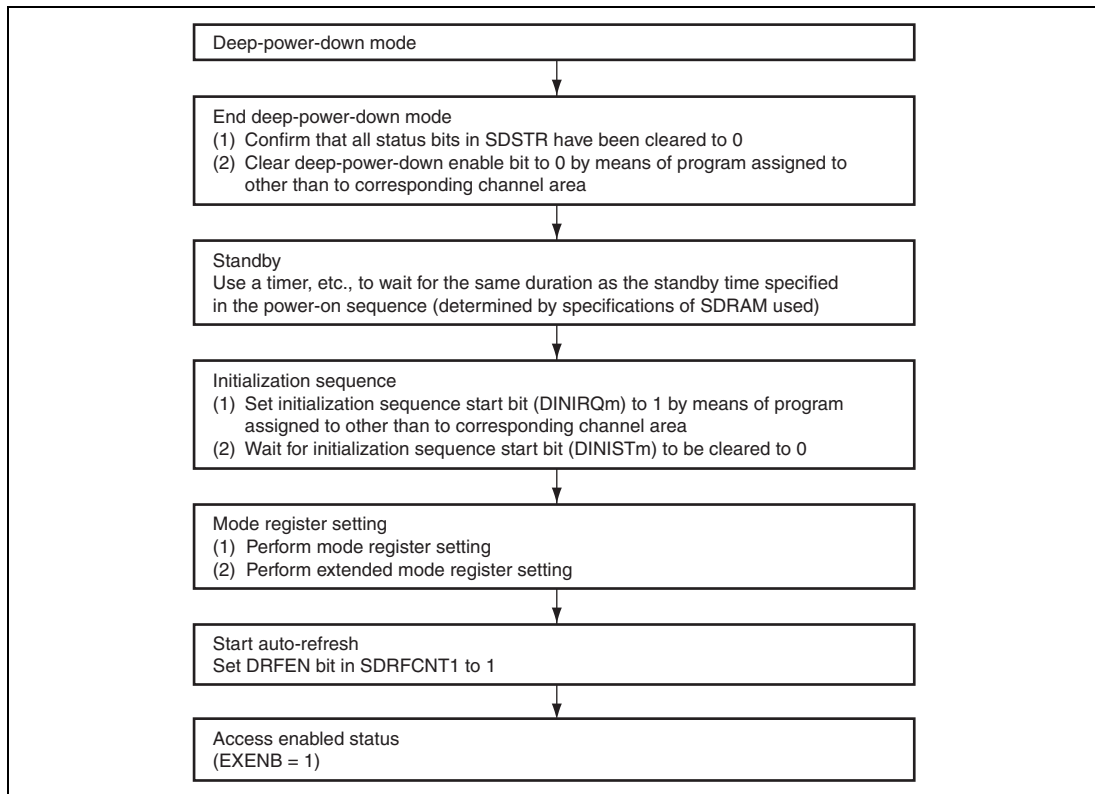 Deep-power-down mode
End deep-power-down mode
(1) Confirm that all status bits in SDSTR have been cleared to 0
(2) Clear deep-power-down enable bit to 0 by means of program assigned to
other than to corresponding channel area
Standby
Use a timer, etc., to wait for the same duration as the standby time specified
in the power-on sequence (determined by specifications of SDRAM used)
Initialization sequence
(1) Set initialization sequence start bit (DINIRQm) to 1 by means of program
assigned to other than to corresponding channel area
(2) Wait for initialization sequence start bit (DINISTm) to be cleared to 0
Mode register setting
(1) Perform mode register setting
(2) Perform extended mode register setting
Start auto-refresh
Set DRFEN bit in SDRFCNT1 to 1
Access enabled status
(EXENB = 1)